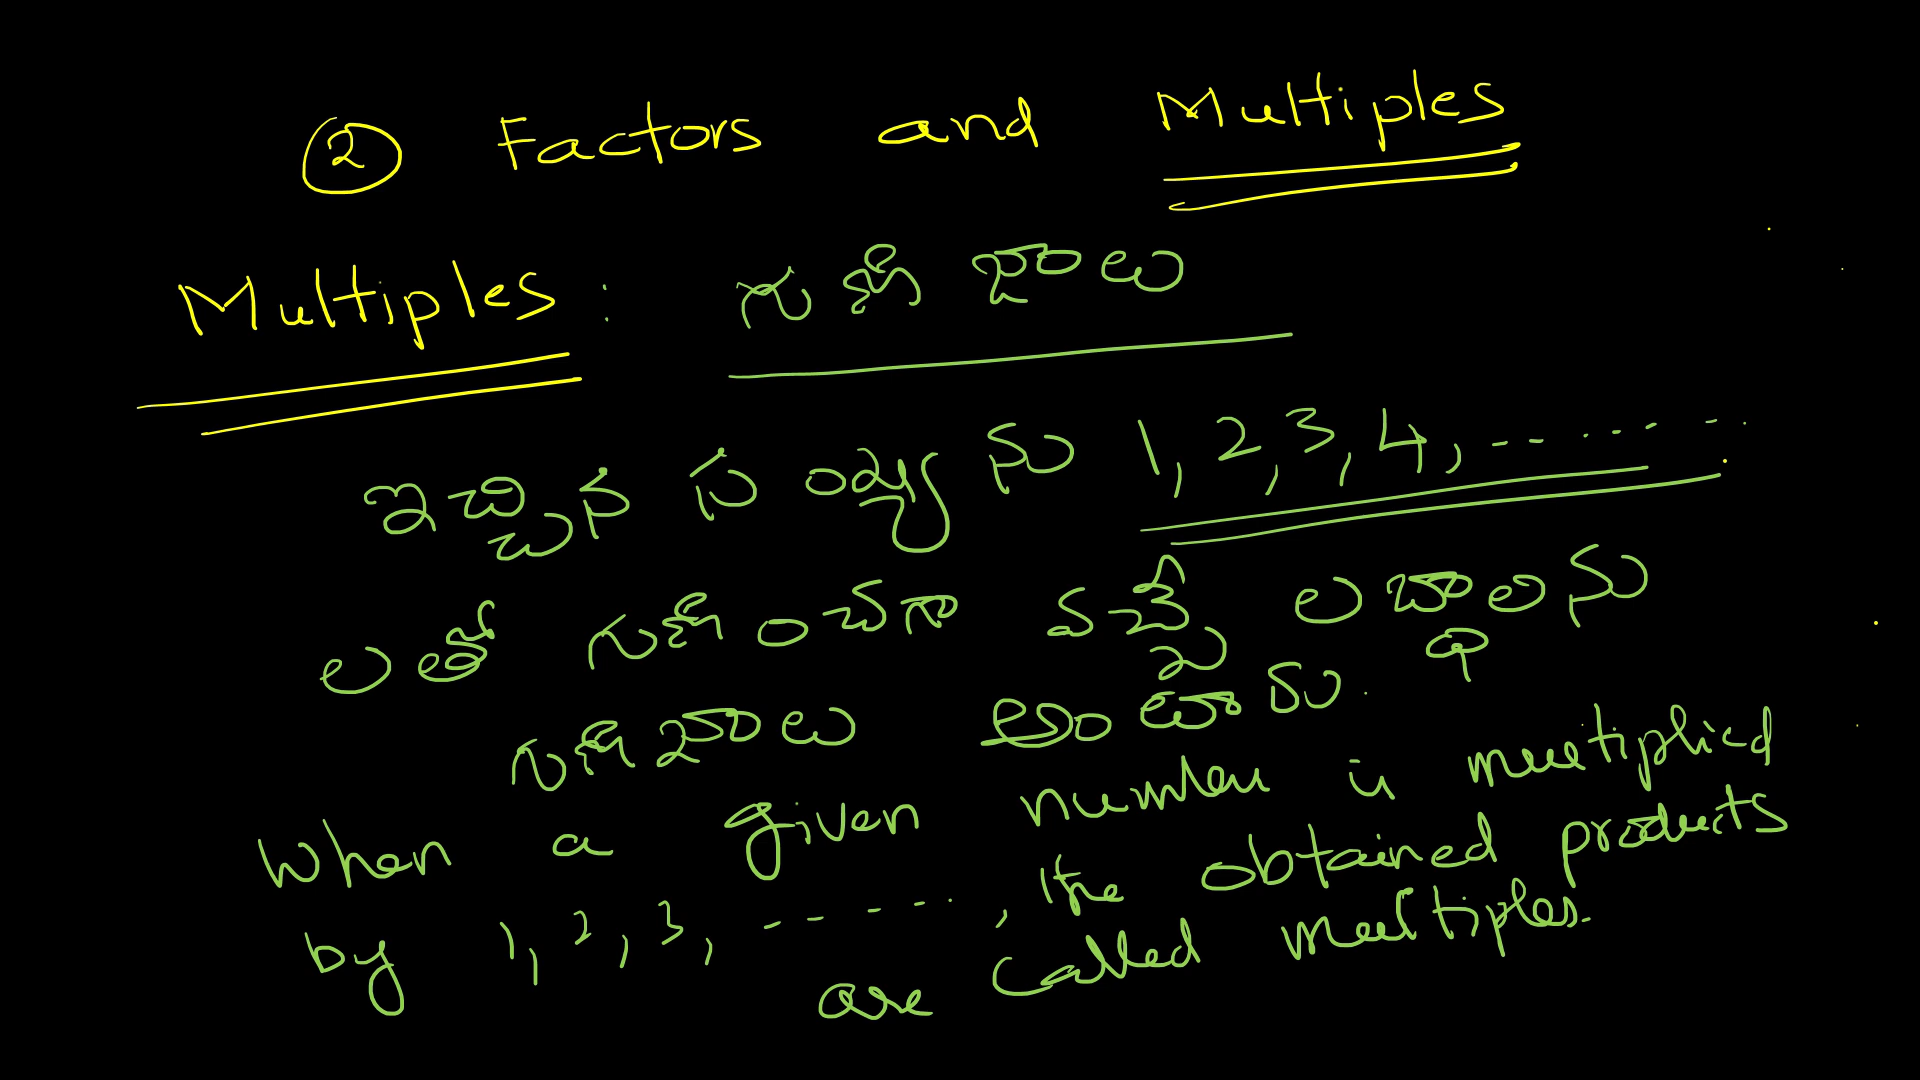 ② Factors and Multiples
Multiples : గుణిజాలు
ఇచ్చిన సంఖ్యను 1, 2, 3, 4, ........
లతో గుణించగా వచ్చే లబ్ధాలను
గుణిజాలు అంటారు.
When a given number is multiplied
by 1, 2, 3, ........, the obtained products
are called multiples.